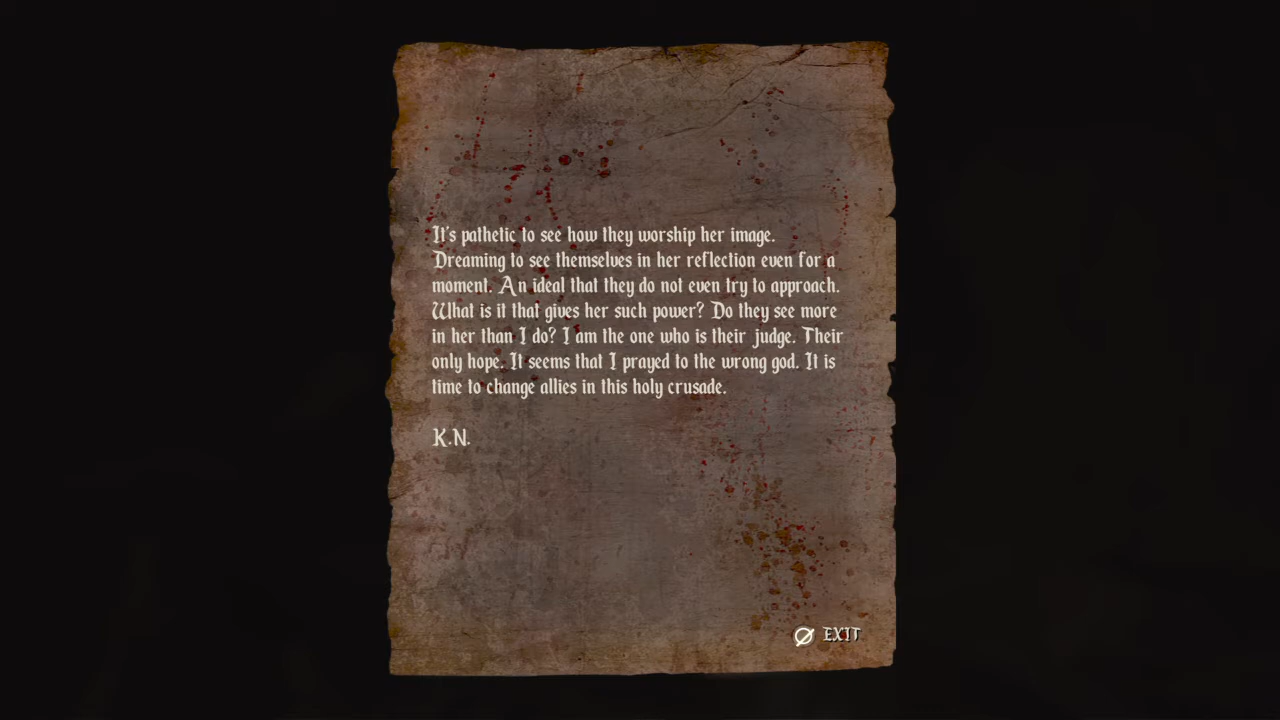 It's pathetic to see how they worship her image.
Dreaming to see themselves in her reflection even for a
moment. An ideal that they do not even try to approach.
What is it that gives her such power? Do they see more
in her than I do? I am the one who is their judge. Their
only hope. It seems that I prayed to the wrong god. It is
time to change allies in this holy crusade.
K.N.
EXIT